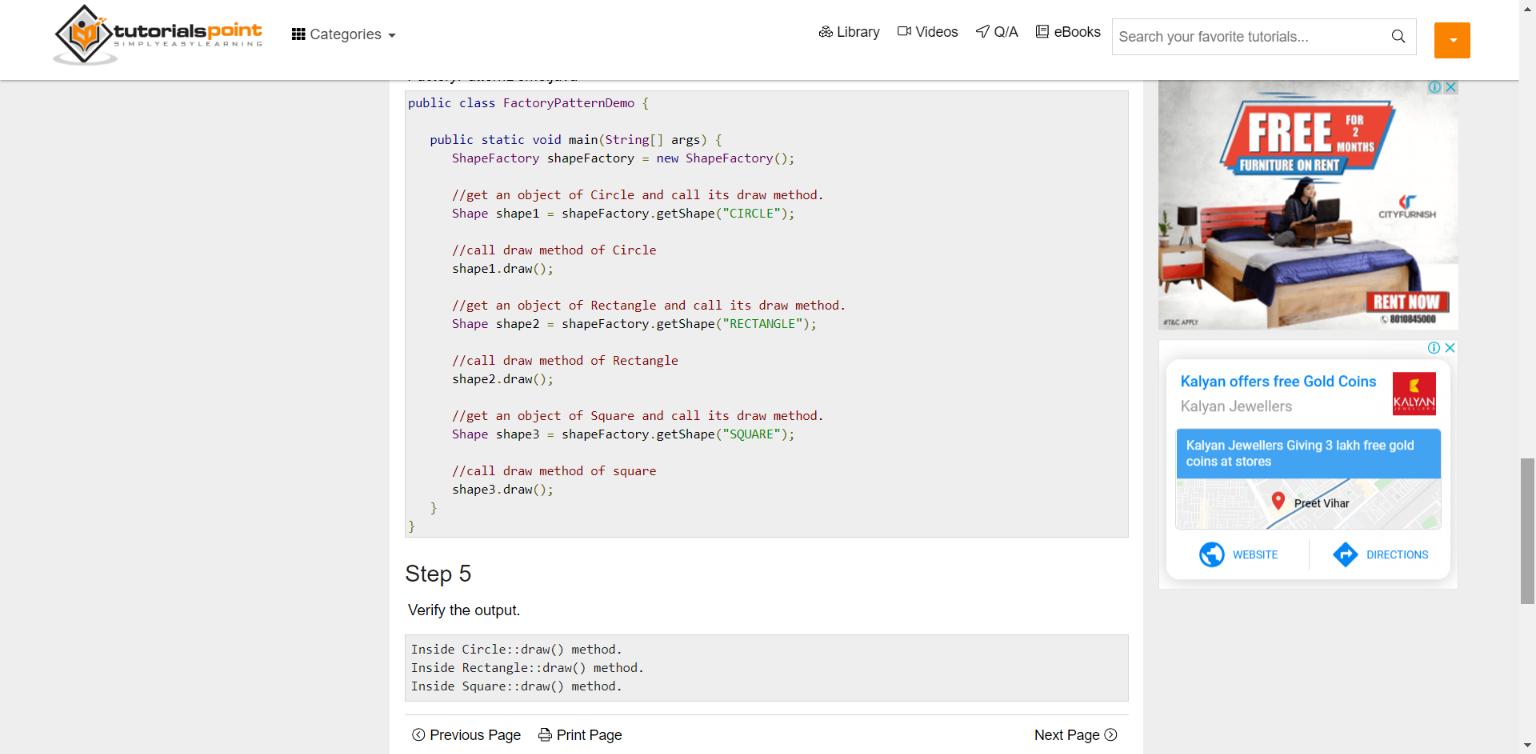 tutorialspoint
SIMPLYEASYLEARNING
Categories
Library
Videos
Q/A
eBooks
Search your favorite tutorials...
public class FactoryPatternDemo {
public static void main(String[] args) {
ShapeFactory shapeFactory = new ShapeFactory();
//get an object of Circle and call its draw method.
Shape shape1 = shapeFactory.getShape("CIRCLE");
//call draw method of Circle
shape1.draw();
//get an object of Rectangle and call its draw method.
Shape shape2 = shapeFactory.getShape("RECTANGLE");
//call draw method of Rectangle
shape2.draw();
//get an object of Square and call its draw method.
Shape shape3 = shapeFactory.getShape("SQUARE");
//call draw method of square
shape3.draw();
}
}
Step 5
Verify the output.
Inside Circle::draw() method.
Inside Rectangle::draw() method.
Inside Square::draw() method.
Previous Page
Print Page
Next Page
FREE FOR 2 MONTHS
FURNITURE ON RENT
CITYFURNISH
RENT NOW
#T&C APPLY
8010845000
Kalyan offers free Gold Coins
Kalyan Jewellers
KALYAN
JEWELLERS
Kalyan Jewellers Giving 3 lakh free gold
coins at stores
Preet Vihar
WEBSITE
DIRECTIONS